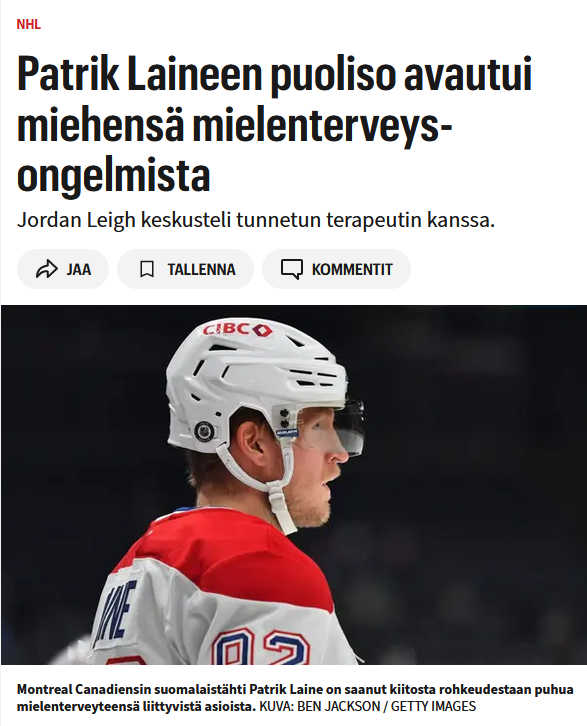 NHL
Patrik Laineen puoliso avautui
miehensä mielenterveys-
ongelmista
Jordan Leigh keskusteli tunnetun terapeutin kanssa.
JAA
TALLENNA
KOMMENTIT
CIBC
INE
92
Montreal Canadiensin suomalaistähti Patrik Laine on saanut kiitosta rohkeudestaan puhua
mielenterveyteensä liittyvistä asioista. KUVA: BEN JACKSON / GETTY IMAGES